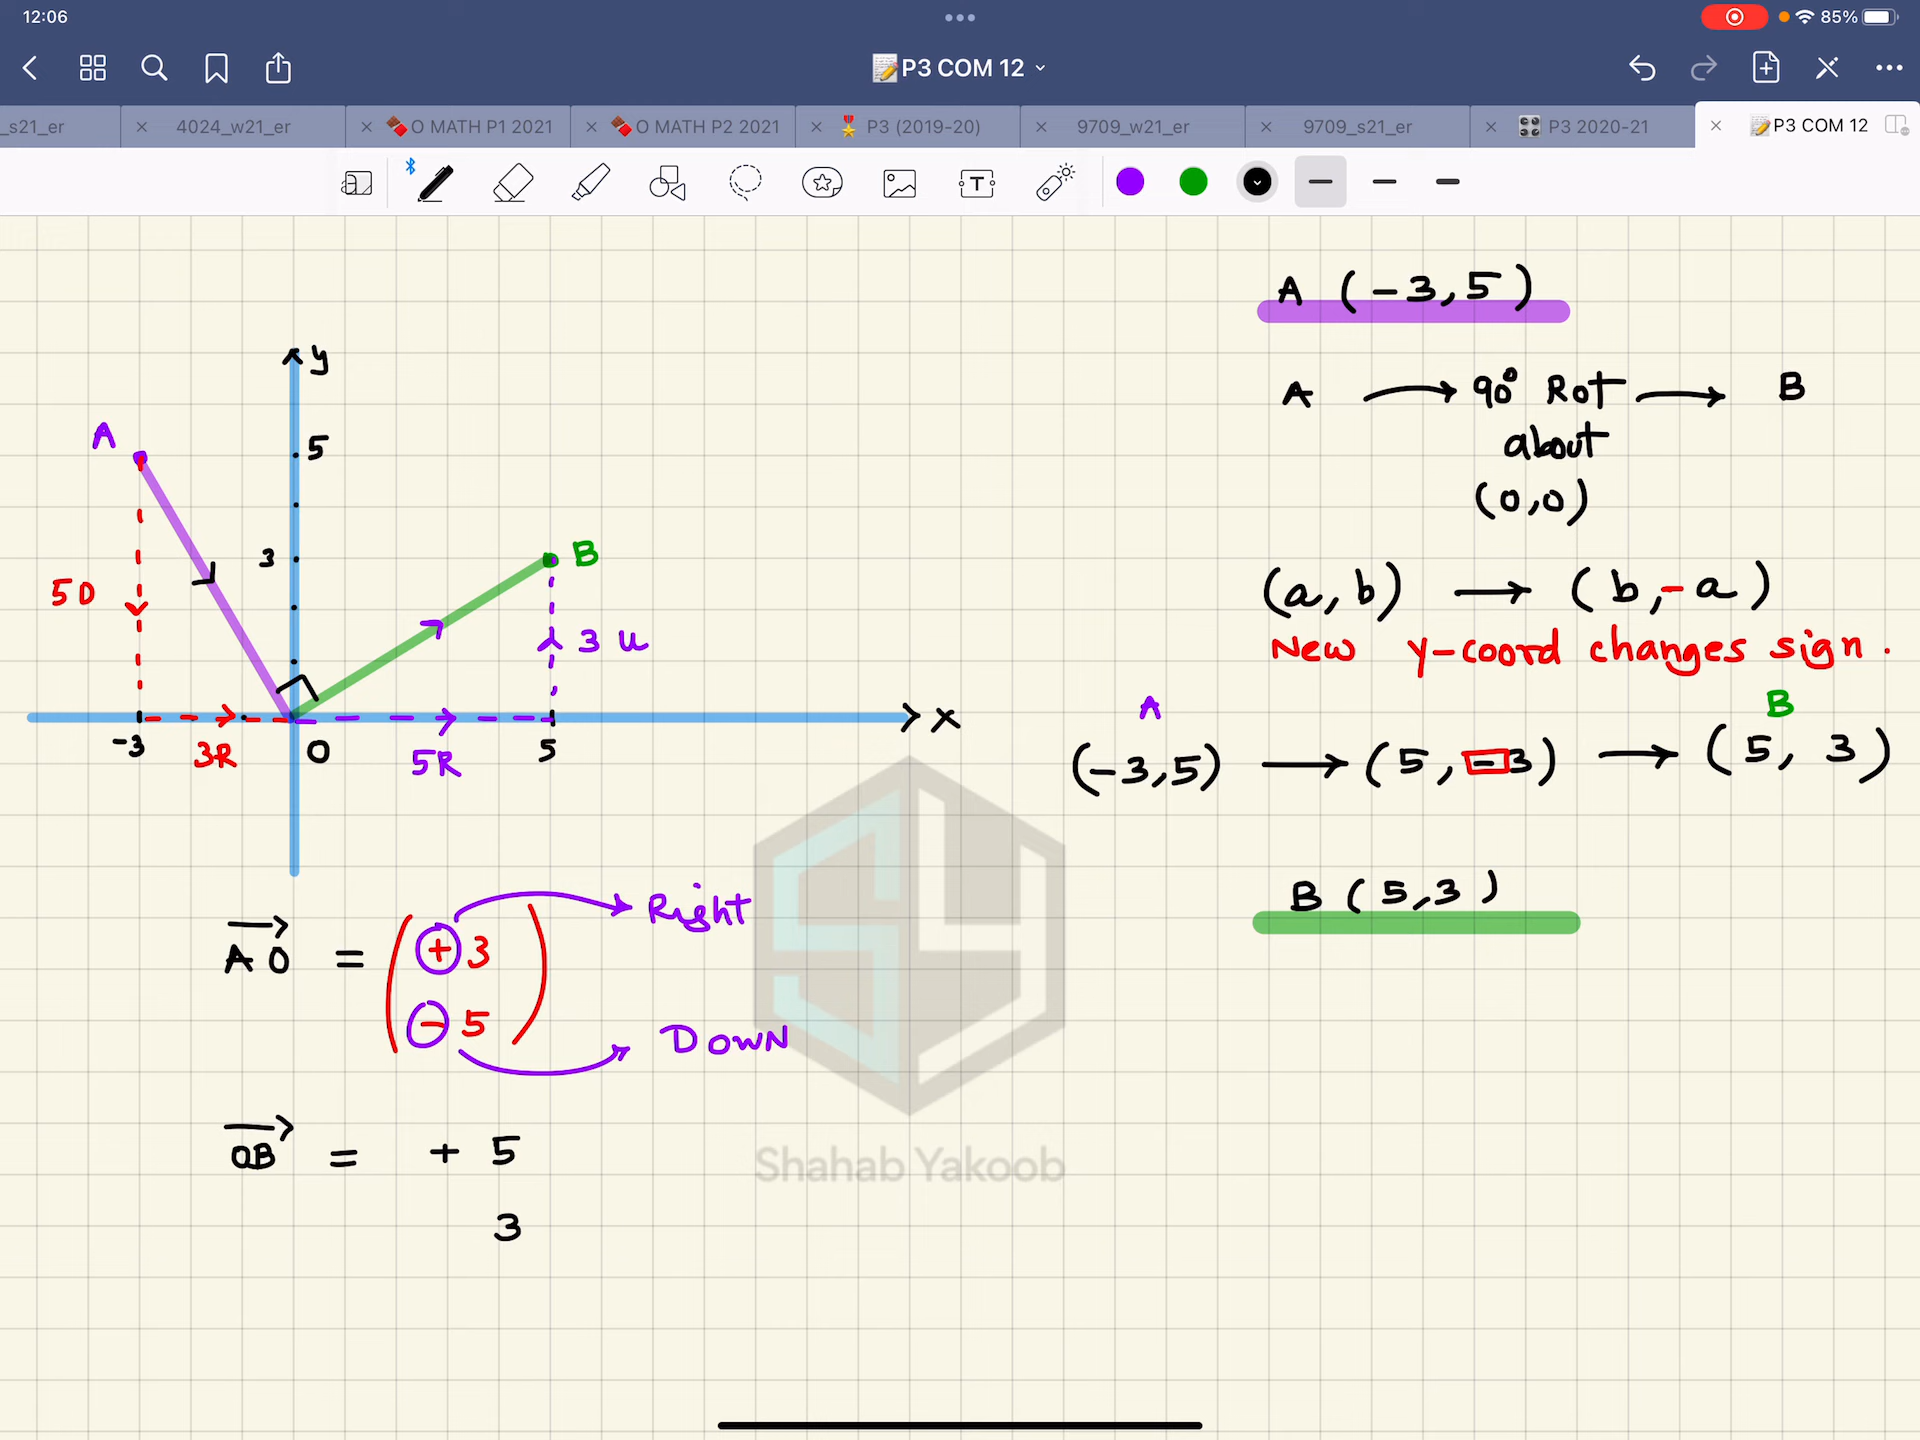 12:06
85%
P3 COM 12
_s21_er
4024_w21_er
O MATH P1 2021
O MATH P2 2021
P3 (2019-20)
9709_w21_er
9709_s21_er
P3 2020-21
P3 COM 12
A (-3,5)
A → 90° Rot → B
about
(0,0)
(a,b) → (b,-a)
New y-coord changes sign.
A
B
(-3,5) → (5,-3) → (5, 3)
B (5,3)
y
A
5
3
B
5D
3 u
x
-3
3R
0
5R
5
AO = ( + 3
- 5 )
Right
Down
OB = + 5
3
Shahab Yakoob